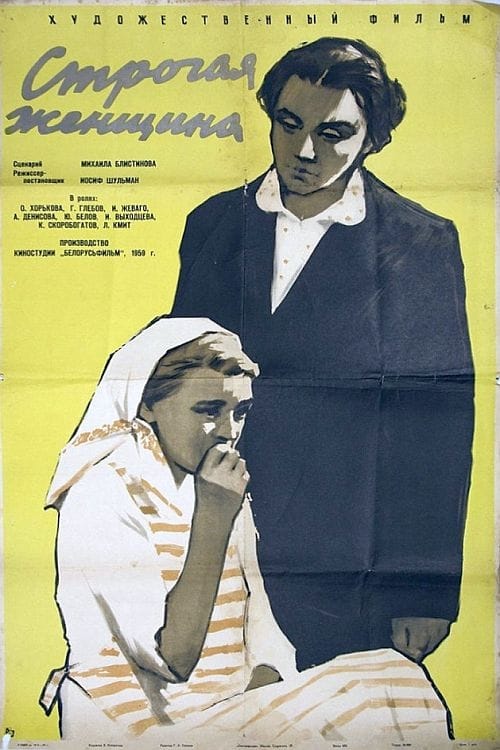 ХУДОЖЕСТВЕННЫЙ ФИЛЬМ
Строгая
женщина
Сценарий МИХАИЛА БЛИСТИНОВА
Режиссер-
постановщик ИОСИФ ШУЛЬМАН
В ролях:
О. ХОРЬКОВА, Г. ГЛЕБОВ, И. ЖЕВАГО,
А. ДЕНИСОВА, Ю. БЕЛОВ, И. ВЫХОДЦЕВА,
К. СКОРОБОГАТОВ, Л. КМИТ
ПРОИЗВОДСТВО
КИНОСТУДИИ „БЕЛОРУСЬФИЛЬМ", 1959 г.